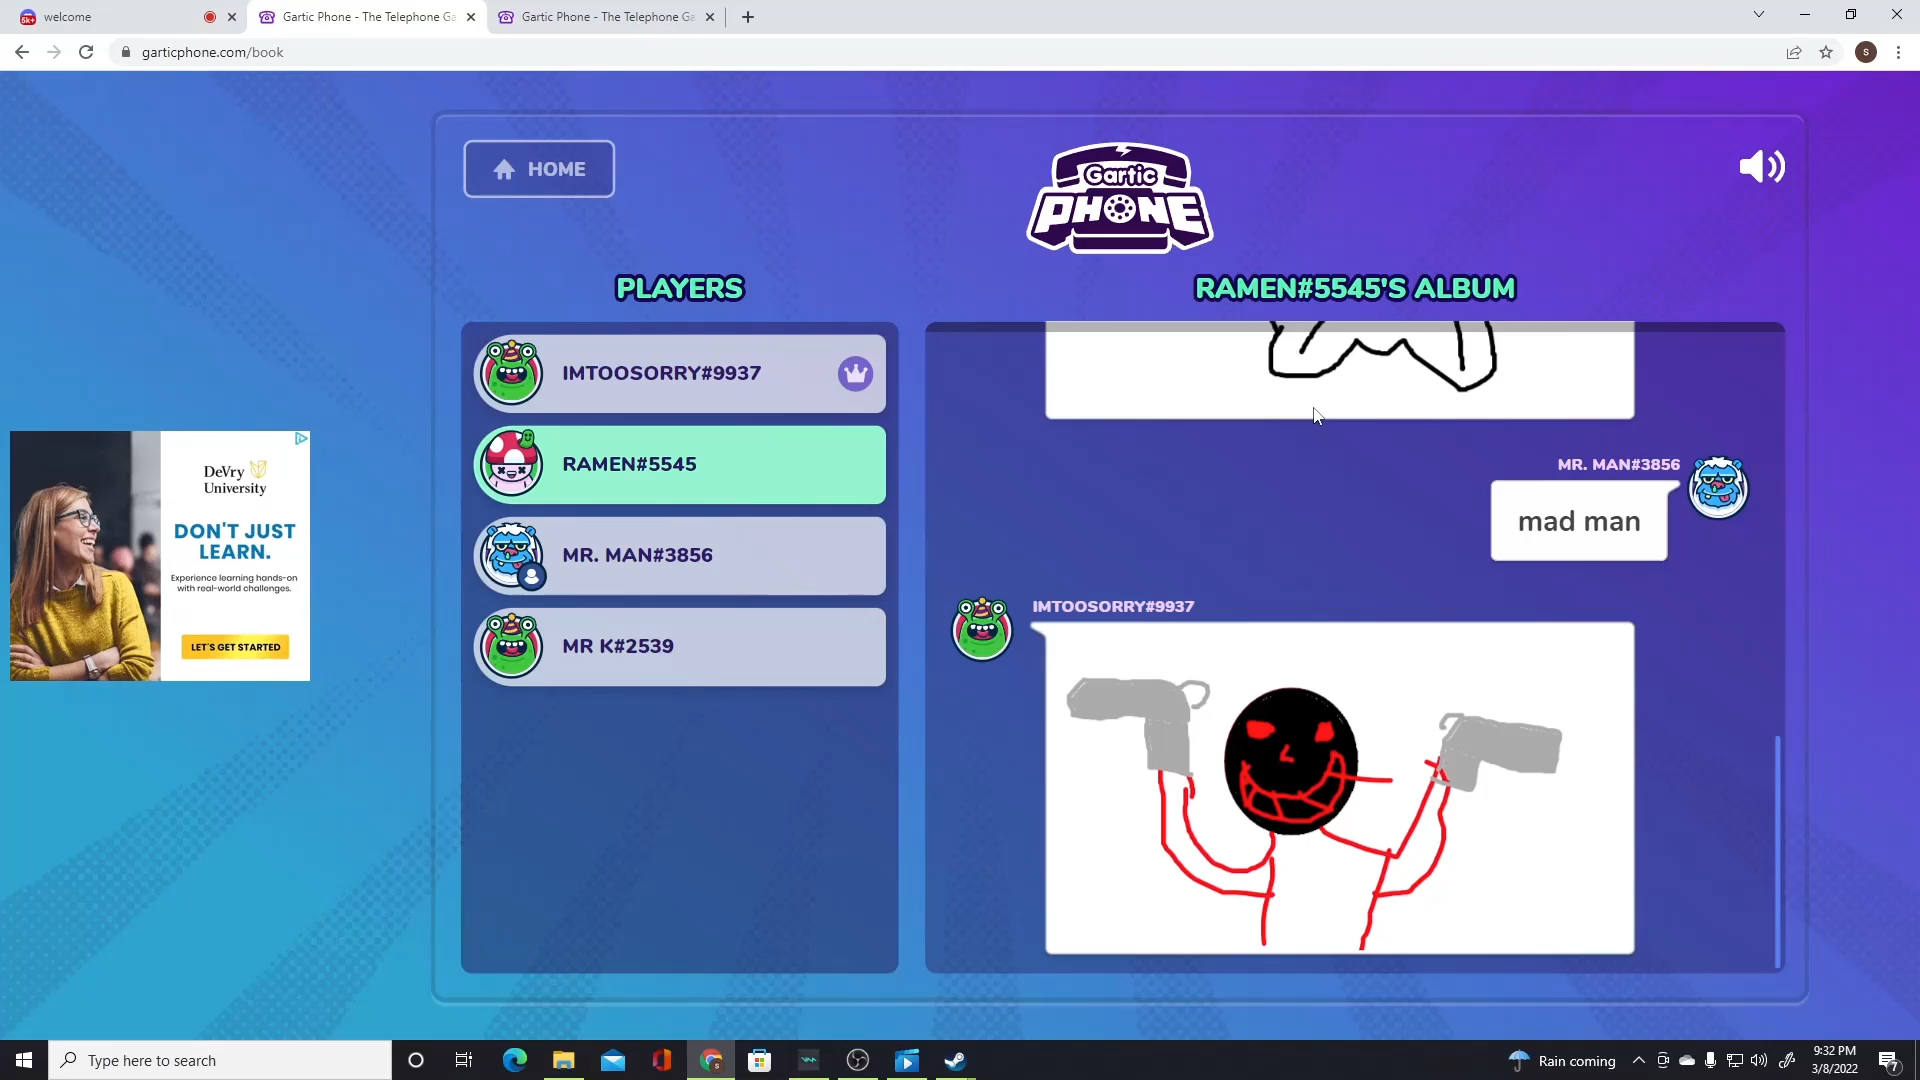 welcome
Gartic Phone - The Telephone Ga
Gartic Phone - The Telephone Ga
garticphone.com/book
S
HOME
Gartic
PHONE
PLAYERS
RAMEN#5545'S ALBUM
IMTOOSORRY#9937
RAMEN#5545
MR. MAN#3856
MR K#2539
MR. MAN#3856
mad man
IMTOOSORRY#9937
DeVry
University
DON'T JUST
LEARN.
Experience learning hands-on
with real-world challenges.
LET'S GET STARTED
Type here to search
Rain coming
9:32 PM
3/8/2022
7